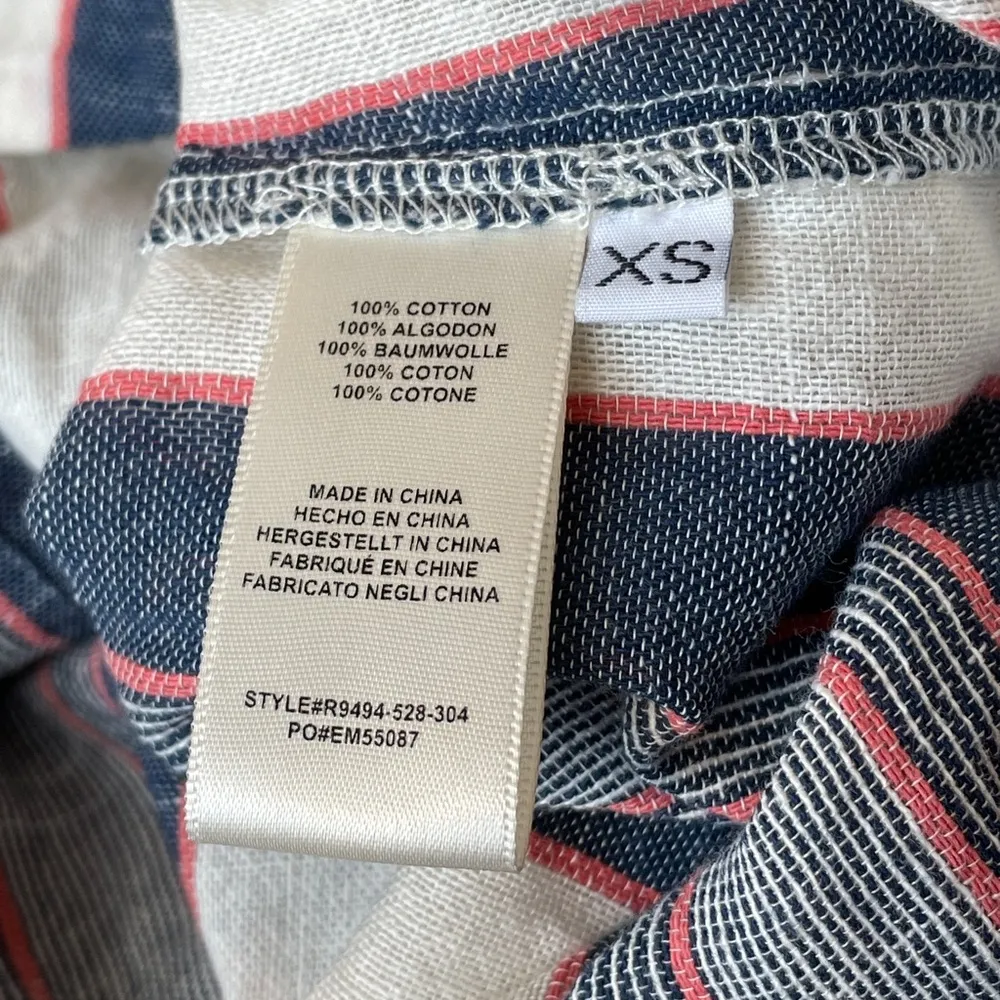 XS
100% COTTON
100% ALGODON
100% BAUMWOLLE
100% COTON
100% COTONE
MADE IN CHINA
HECHO EN CHINA
HERGESTELLT IN CHINA
FABRIQUÉ EN CHINE
FABRICATO NEGLI CHINA
STYLE#R9494-528-304
PO#EM55087